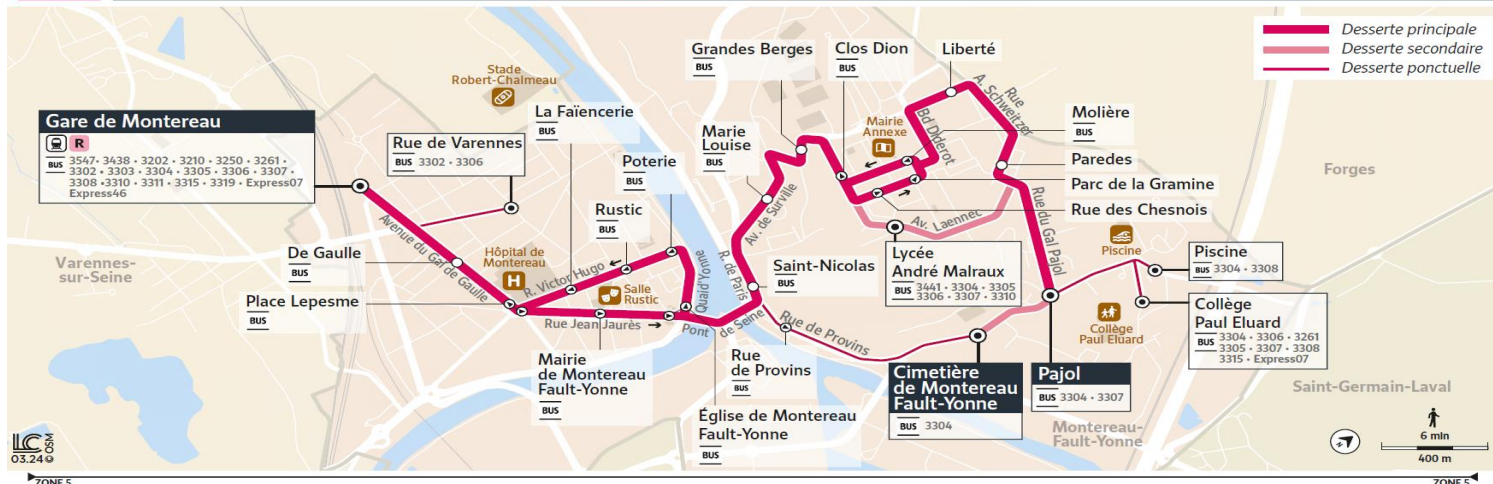 Desserte principale
Desserte secondaire
Desserte ponctuelle
Grandes Berges
BUS
Clos Dion
BUS
Liberté
Stade
Robert-Chalmeau
Gare de Montereau
R
BUS 3547 • 3438 • 3202 • 3210 • 3250 • 3261 •
3302 • 3303 • 3304 • 3305 • 3306 • 3307 •
3308 • 3310 • 3311 • 3315 • 3319 • Express07
Express46
Rue de Varennes
BUS 3302 • 3306
La Faïencerie
BUS
Poterie
BUS
Rustic
BUS
Marie
Louise
BUS
Mairie
Annexe
Bd Diderot
Rue
A. Schweitzer
Molière
BUS
Paredes
Parc de la Gramine
Rue des Chesnois
Forges
Varennes-
sur-Seine
De Gaulle
BUS
Place Lepesme
BUS
Avenue du Gal de Gaulle
Hôpital de
Montereau
H
R. Victor Hugo
Salle
Rustic
Rue Jean Jaurès
Quai d'Yonne
Pont de Seine
R. de Paris
Av. de Surville
Saint-Nicolas
BUS
Av. Laennec
Rue du Gal Pajol
Lycée
André Malraux
BUS 3441 • 3304 • 3305
3306 • 3307 • 3310
Piscine
Piscine
BUS 3304 • 3308
Collège
Paul Eluard
Collège
Paul Eluard
BUS 3304 • 3306 • 3261
3305 • 3307 • 3308
3315 • Express07
Rue de Provins
Mairie
de Montereau
Fault-Yonne
BUS
Rue
de Provins
BUS
Église de Montereau
Fault-Yonne
BUS
Cimetière
de Montereau
Fault-Yonne
BUS 3304
Pajol
BUS 3304 • 3307
Montereau-
Fault-Yonne
Saint-Germain-Laval
6 min
400 m
LC
03.24 © OSM
ZONE 5
ZONE 5